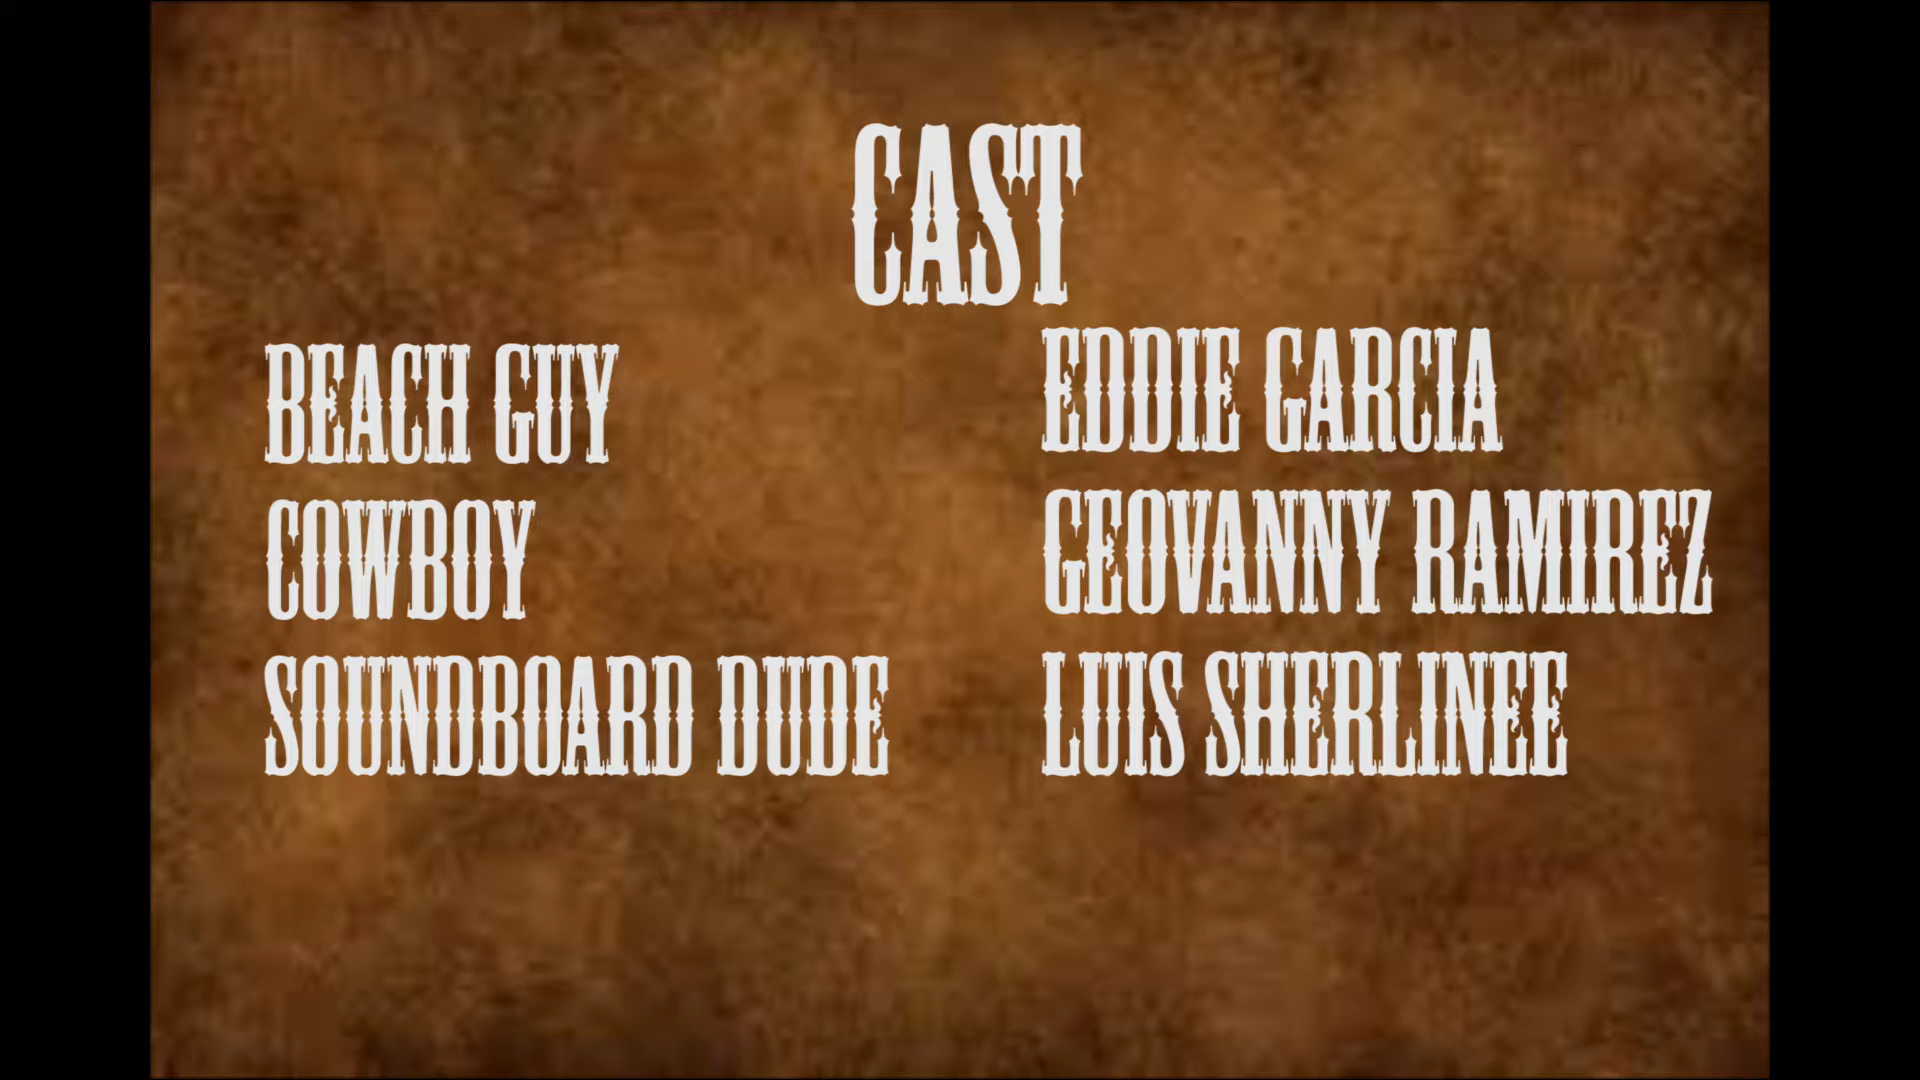 CAST
BEACH GUY
EDDIE GARCIA
COWBOY
GEOVANNY RAMIREZ
SOUNDBOARD DUDE
LUIS SHERLINEE